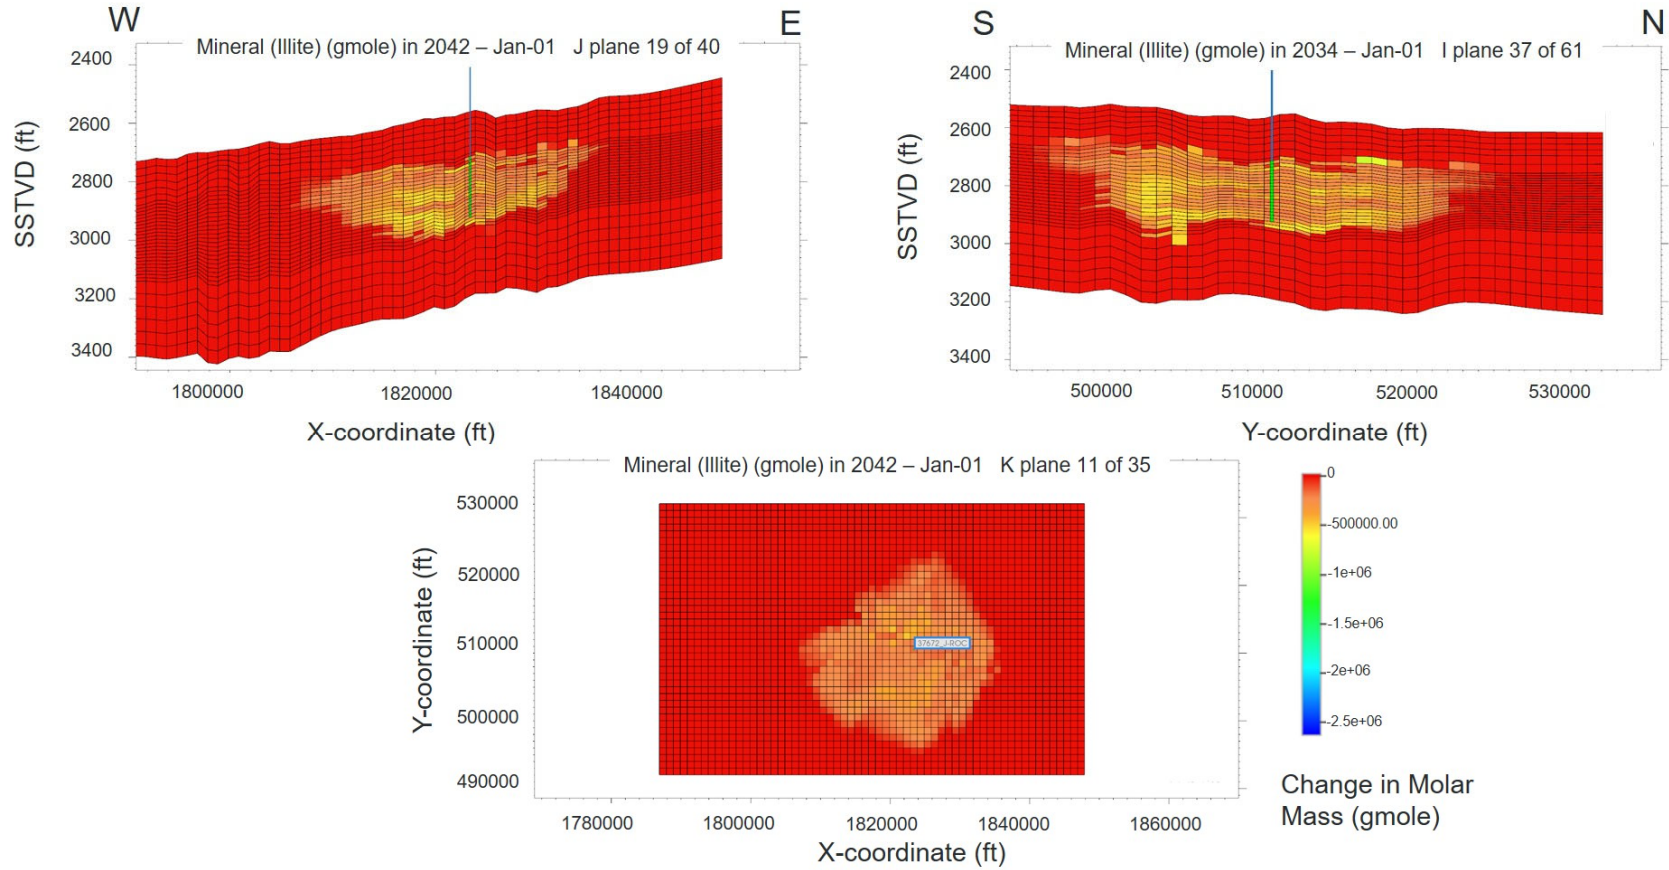 W
E
Mineral (Illite) (gmole) in 2042 – Jan-01 J plane 19 of 40
SSTVD (ft)
2400
2600
2800
3000
3200
3400
1800000
1820000
1840000
X-coordinate (ft)
S
N
Mineral (Illite) (gmole) in 2034 – Jan-01 I plane 37 of 61
SSTVD (ft)
2400
2600
2800
3000
3200
3400
500000
510000
520000
530000
Y-coordinate (ft)
Mineral (Illite) (gmole) in 2042 – Jan-01 K plane 11 of 35
Y-coordinate (ft)
530000
520000
510000
500000
490000
37672_J-ROC
1780000
1800000
1820000
1840000
1860000
X-coordinate (ft)
0
-500000.00
-1e+06
-1.5e+06
-2e+06
-2.5e+06
Change in Molar
Mass (gmole)